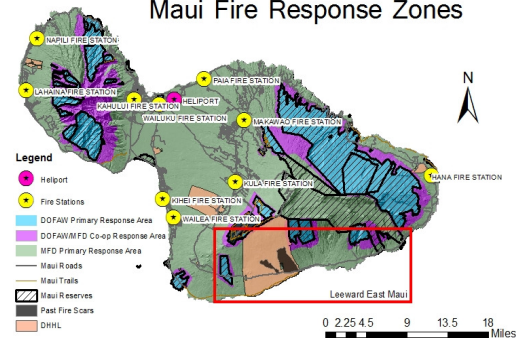 Maui Fire Response Zones
NAPILI FIRE STATON
LAHAINA FIRE STATION
KAHULUI FIRE STATION
HELIPORT
WAILUKU FIRE STATION
PAIA FIRE STATION
MAKAWAO FIRE STATION
HANA FIRE STATION
KULA FIRE STATION
KIHEI FIRE STATION
WAILEA FIRE STATION
N
Legend
Heliport
Fire Stations
DOFAW Primary Response Area
DOFAW/MFD Co-op Response Area
MFD Primary Response Area
Maui Roads
Maui Trails
Maui Reserves
Past Fire Scars
DHHL
Leeward East Maui
0 2.25 4.5 9 13.5 18
Miles